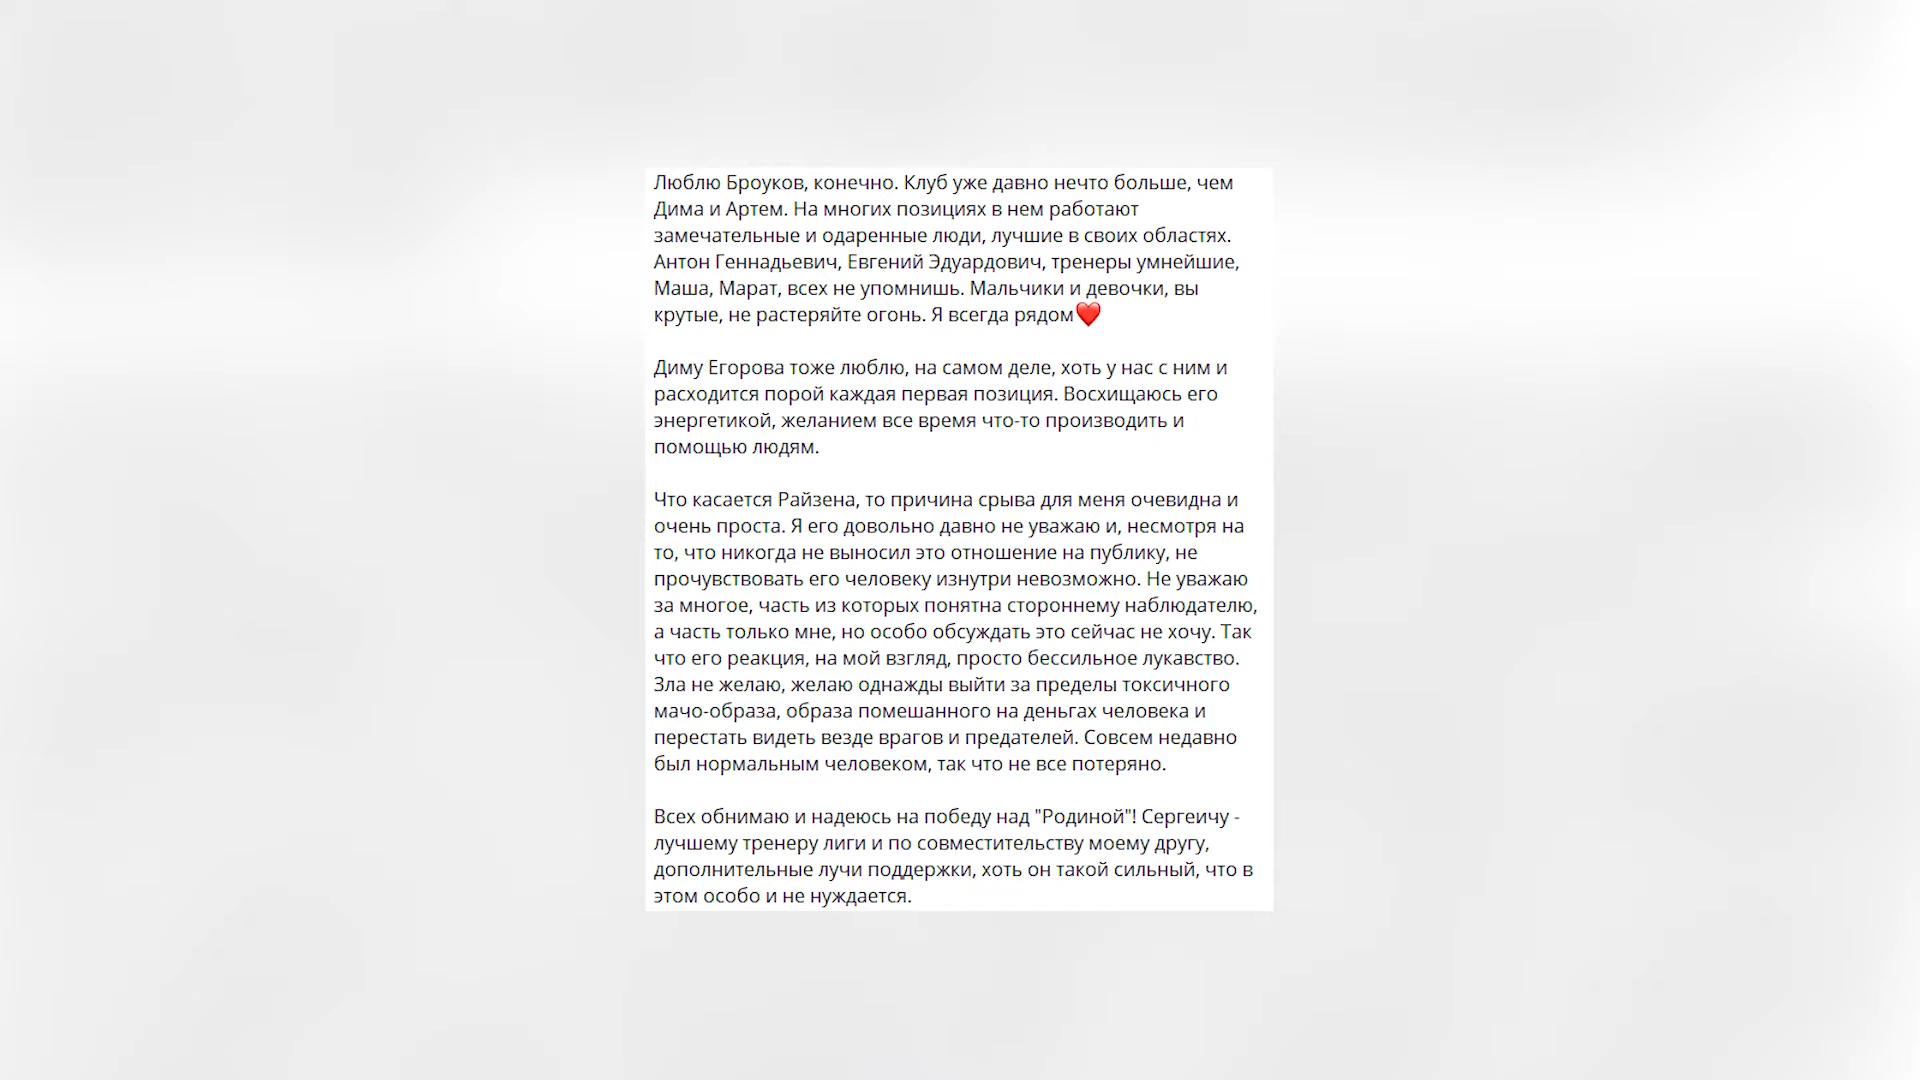 Люблю Броуков, конечно. Клуб уже давно нечто больше, чем
Дима и Артем. На многих позициях в нем работают
замечательные и одаренные люди, лучшие в своих областях.
Антон Геннадьевич, Евгений Эдуардович, тренеры умнейшие,
Маша, Марат, всех не упомнишь. Мальчики и девочки, вы
крутые, не растеряйте огонь. Я всегда рядом❤️
Диму Егорова тоже люблю, на самом деле, хоть у нас с ним и
расходится порой каждая первая позиция. Восхищаюсь его
энергетикой, желанием все время что-то производить и
помощью людям.
Что касается Райзена, то причина срыва для меня очевидна и
очень проста. Я его довольно давно не уважаю и, несмотря на
то, что никогда не выносил это отношение на публику, не
прочувствовать его человеку изнутри невозможно. Не уважаю
за многое, часть из которых понятна стороннему наблюдателю,
а часть только мне, но особо обсуждать это сейчас не хочу. Так
что его реакция, на мой взгляд, просто бессильное лукавство.
Зла не желаю, желаю однажды выйти за пределы токсичного
мачо-образа, образа помешанного на деньгах человека и
перестать видеть везде врагов и предателей. Совсем недавно
был нормальным человеком, так что не все потеряно.
Всех обнимаю и надеюсь на победу над "Родиной"! Сергеичу -
лучшему тренеру лиги и по совместительству моему другу,
дополнительные лучи поддержки, хоть он такой сильный, что в
этом особо и не нуждается.